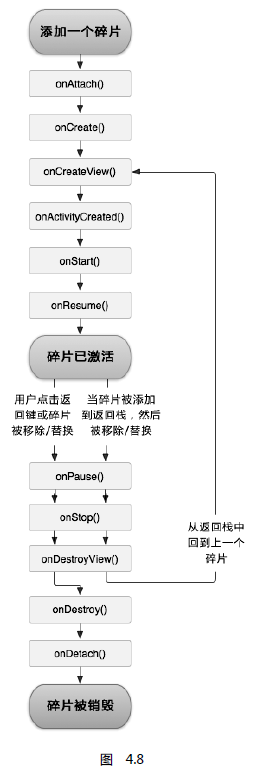 添加一个碎片
onAttach()
onCreate()
onCreateView()
onActivityCreated()
onStart()
onResume()
碎片已激活
用户点击返
回键或碎片
被移除/替换
当碎片被添加
到返回栈，然后
被移除/替换
onPause()
onStop()
onDestroyView()
从返回栈中
回到上一个
碎片
onDestroy()
onDetach()
碎片被销毁
图 4.8